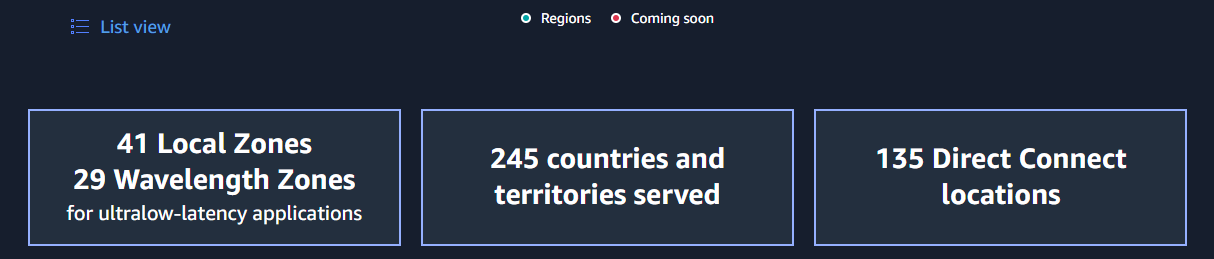 List view
Regions
Coming soon
41 Local Zones
29 Wavelength Zones
for ultralow-latency applications
245 countries and
territories served
135 Direct Connect
locations